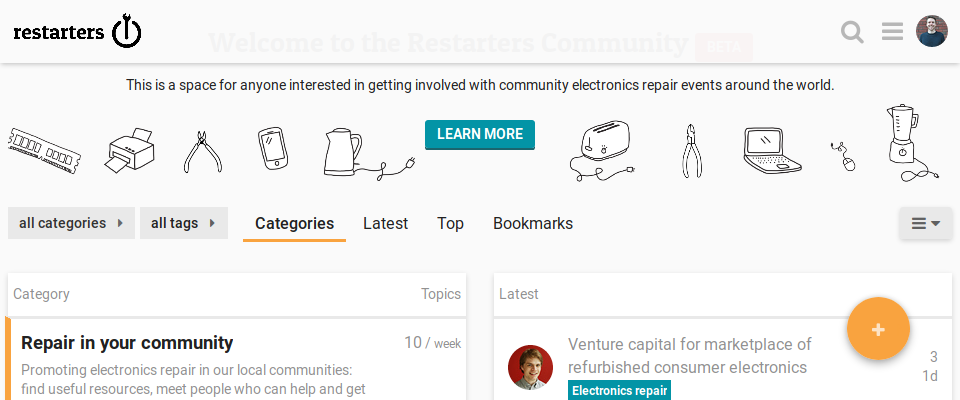 restarters
Welcome to the Restarters Community BETA
This is a space for anyone interested in getting involved with community electronics repair events around the world.
LEARN MORE
all categories
all tags
Categories
Latest
Top
Bookmarks
Category
Topics
Repair in your community
10 / week
Promoting electronics repair in our local communities:
find useful resources, meet people who can help and get
Latest
Venture capital for marketplace of
refurbished consumer electronics
Electronics repair
3
1d